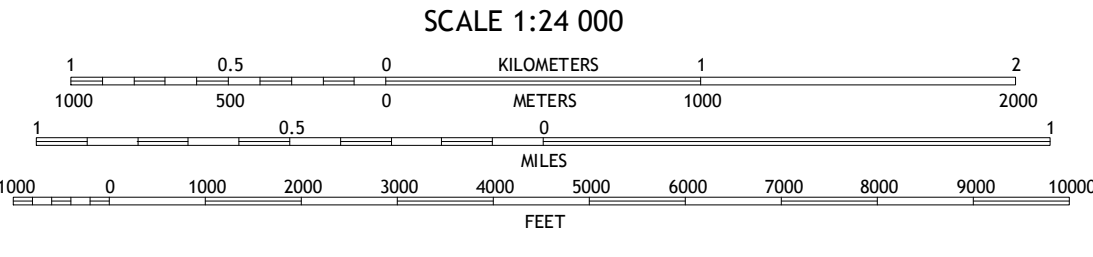 SCALE 1:24 000
1 0.5 0 KILOMETERS 1 2
1000 500 0 METERS 1000 2000
1 0.5 0 1
MILES
1000 0 1000 2000 3000 4000 5000 6000 7000 8000 9000 10000
FEET